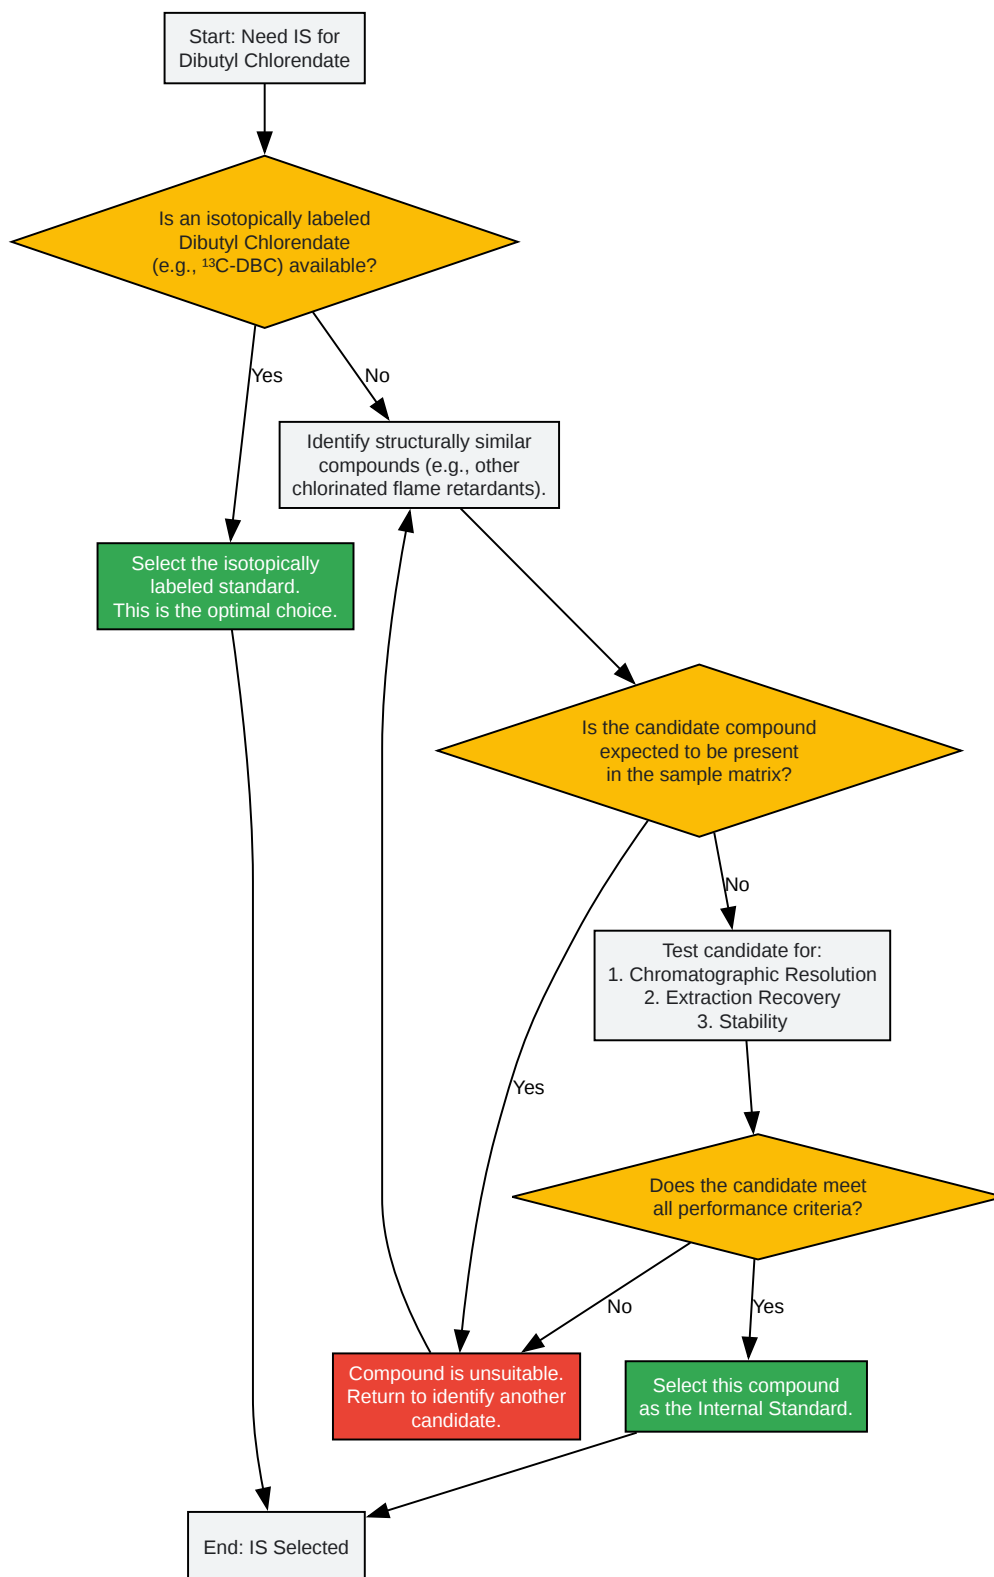 Start: Need IS for
Dibutyl Chlorendate
Is an isotopically labeled
Dibutyl Chlorendate
(e.g., ¹³C-DBC) available?
Yes
No
Identify structurally similar
compounds (e.g., other
chlorinated flame retardants).
Select the isotopically
labeled standard.
This is the optimal choice.
Is the candidate compound
expected to be present
in the sample matrix?
No
Test candidate for:
1. Chromatographic Resolution
2. Extraction Recovery
3. Stability
Yes
Does the candidate meet
all performance criteria?
No
Yes
Compound is unsuitable.
Return to identify another
candidate.
Select this compound
as the Internal Standard.
End: IS Selected